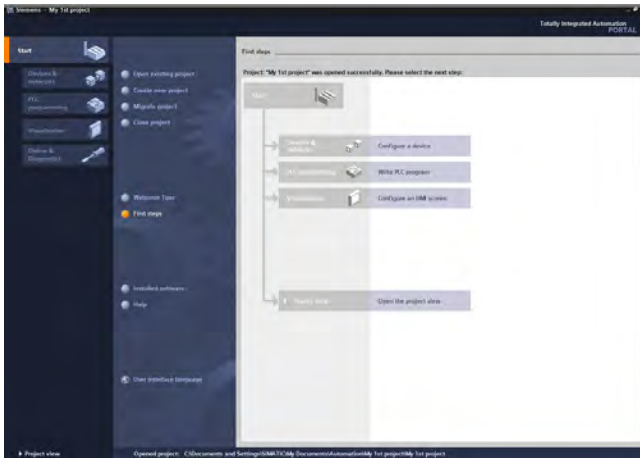 Siemens - My 1st project
Totally Integrated Automation
PORTAL
Start
Devices &
networks
PLC
programming
Visualization
Online &
Diagnostics
Open existing project
Create new project
Migrate project
Close project
Welcome Tour
First steps
Installed software
Help
User interface language
First steps
Project: "My 1st project" was opened successfully. Please select the next step:
Start
Devices &
networks
Configure a device
PLC programming
Write PLC program
Visualization
Configure an HMI screen
Project view
Open the project view
Project view
Opened project: C:\Documents and Settings\SIMATIC\My Documents\Automation\My 1st project\My 1st project